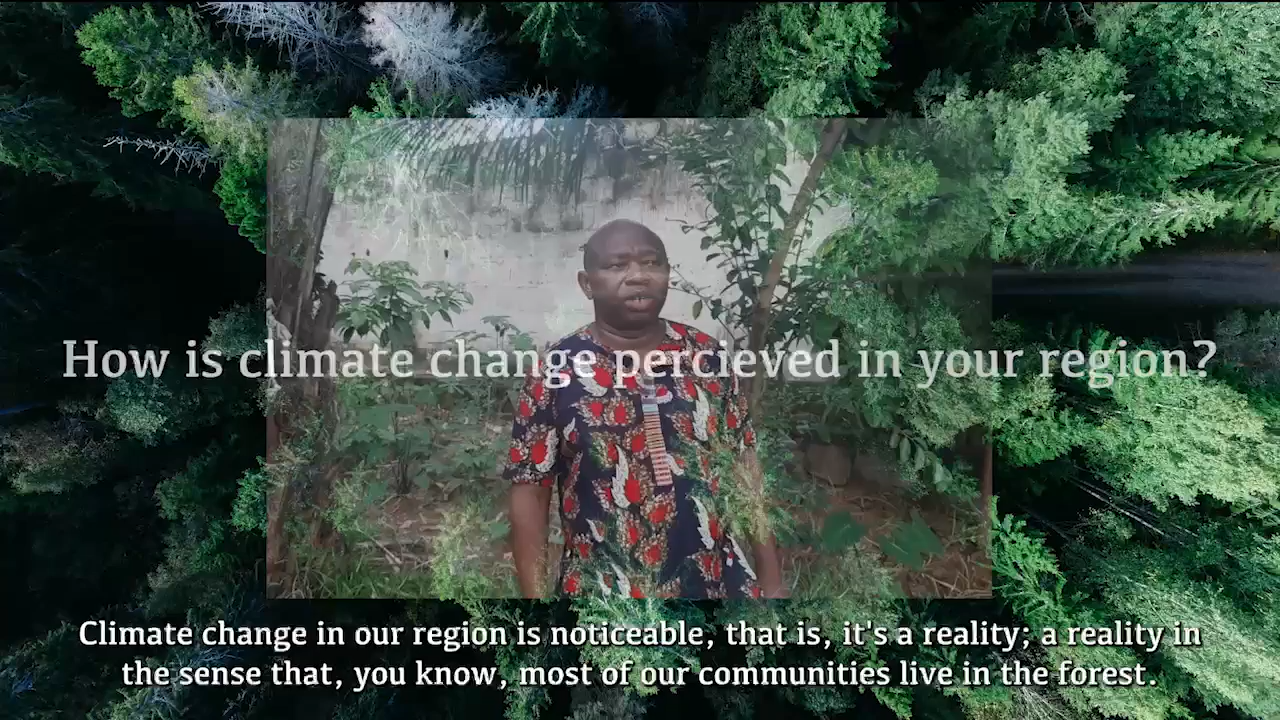 How is climate change percieved in your region?
Climate change in our region is noticeable, that is, it's a reality; a reality in
the sense that, you know, most of our communities live in the forest.